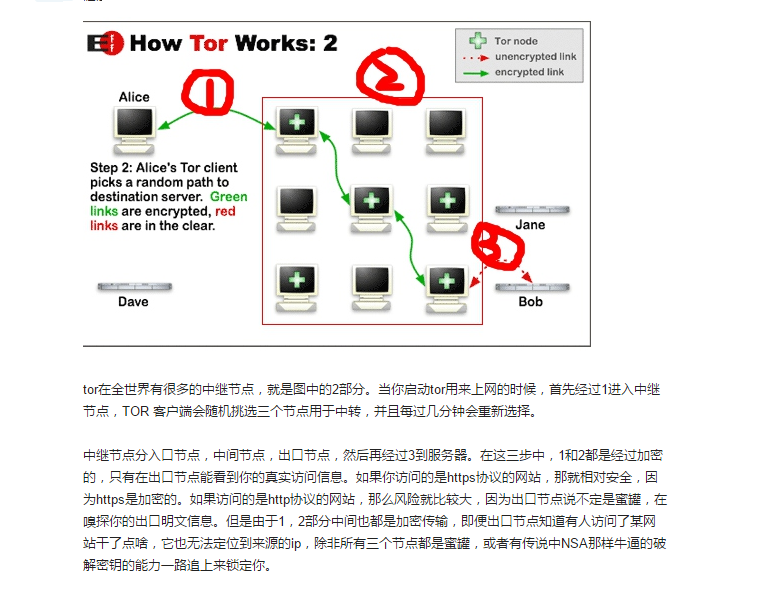 EFF How Tor Works: 2
Tor node
unencrypted link
encrypted link
1
2
Alice
Step 2: Alice's Tor client
picks a random path to
destination server. Green
links are encrypted, red
links are in the clear.
3
Jane
Dave
Bob
tor在全世界有很多的中继节点，就是图中的2部分。当你启动tor用来上网的时候，首先经过1进入中继
节点，TOR 客户端会随机挑选三个节点用于中转，并且每过几分钟会重新选择。
中继节点分入口节点，中间节点，出口节点，然后再经过3到服务器。在这三步中，1和2都是经过加密
的，只有在出口节点能看到你的真实访问信息。如果你访问的是https协议的网站，那就相对安全，因
为https是加密的。如果访问的是http协议的网站，那么风险就比较大，因为出口节点说不定是蜜罐，在
嗅探你的出口明文信息。但是由于1，2部分中间也都是加密传输，即便出口节点知道有人访问了某网
站干了点啥，它也无法定位到来源的ip，除非所有三个节点都是蜜罐，或者有传说中NSA那样牛逼的破
解密钥的能力一路追上来锁定你。